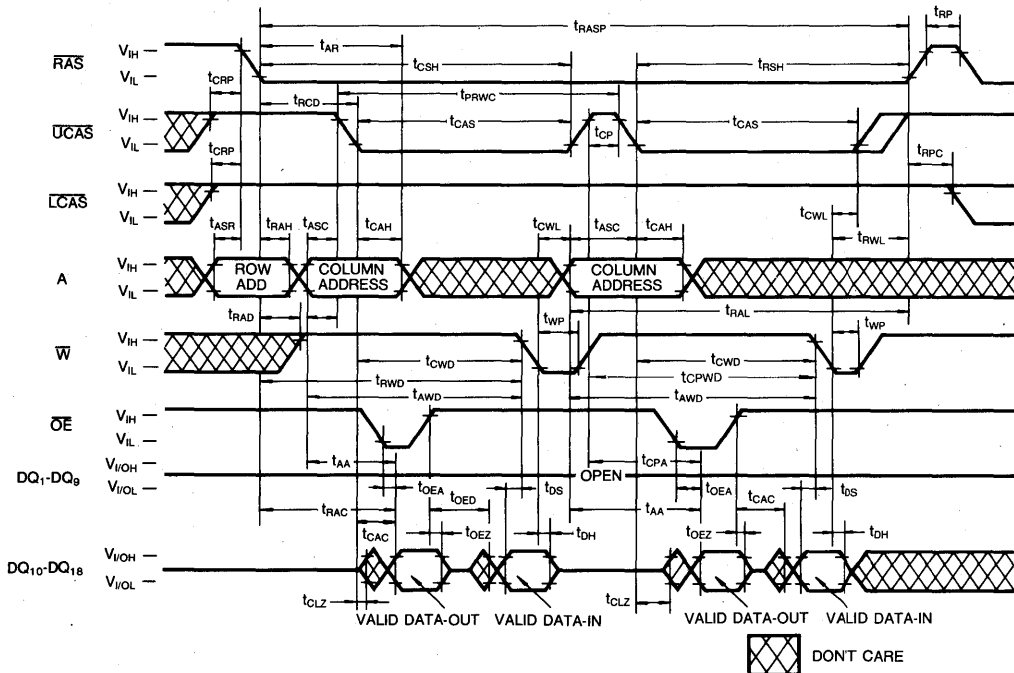 tRASP
tRP
tAR
RAS
VIH
VIL
tCSH
tRSH
tCRP
tRCD
tPRWC
UCAS
VIH
VIL
tCAS
tCP
tCAS
tCRP
tRPC
LCAS
VIH
VIL
tCWL
tRWL
tASR
tRAH
tASC
tCAH
tCWL
tASC
tCAH
A
VIH
VIL
ROW ADD
COLUMN ADDRESS
COLUMN ADDRESS
tRAD
tWP
tRAL
tWP
W
VIH
VIL
tCWD
tCWD
tRWD
tCPWD
tAWD
tAWD
OE
VIH
VIL
tAA
tCPA
DQ1-DQ9
VI/OH
VI/OL
OPEN
tOEA
tOED
tDS
tOEA
tCAC
tDS
tRAC
tAA
tCAC
tOEZ
tDH
tOEZ
tDH
DQ10-DQ18
VI/OH
VI/OL
tCLZ
tCLZ
VALID DATA-OUT
VALID DATA-IN
VALID DATA-OUT
VALID DATA-IN
DON'T CARE